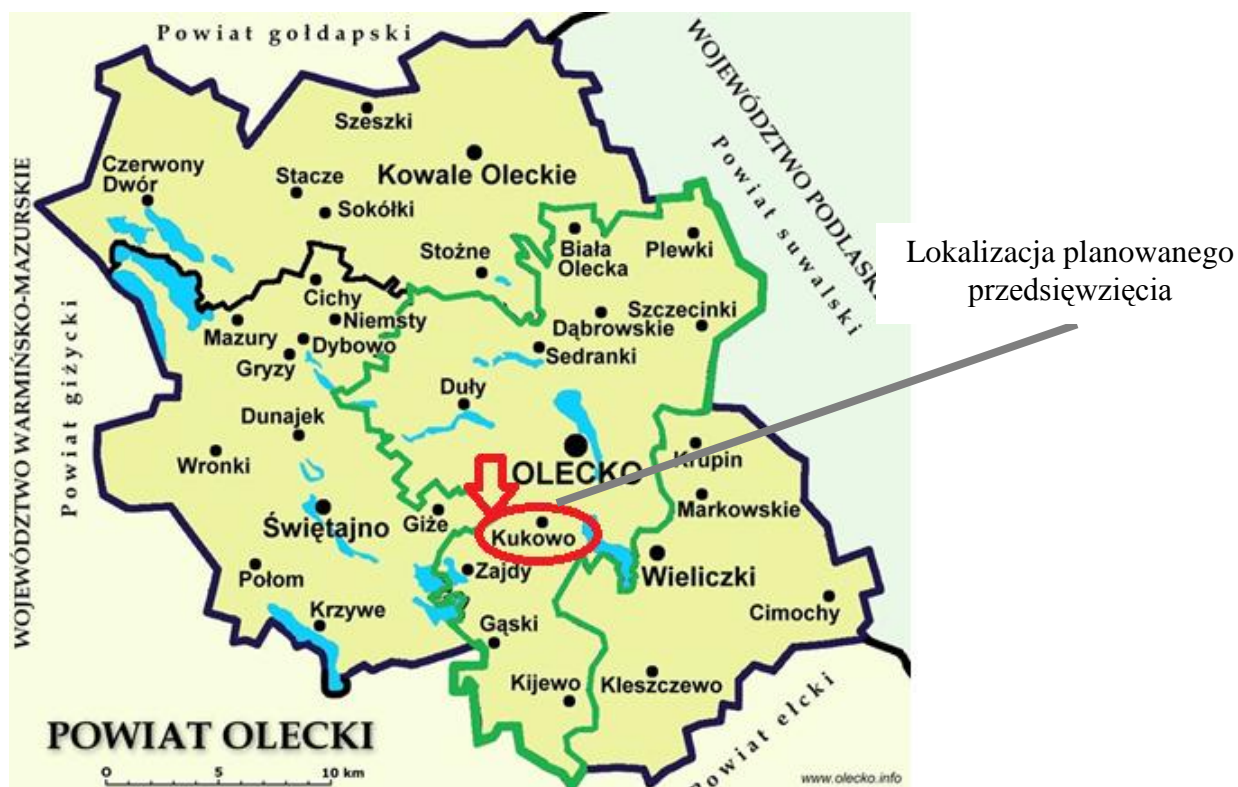 Powiat gołdapski
WOJEWÓDZTWO PODLASK
Powiat suwalski
Szeszki
Czerwony
Dwór
Stacze
Kowale Oleckie
Sokółki
Stożne
Biała
Olecka
Plewki
Lokalizacja planowanego
przedsięwzięcia
WOJEWÓDZTWO WARMIŃSKO-MAZURSKIE
Powiat giżycki
Cichy
Mazury
Niemsty
Dybowo
Gryzy
Szczecinki
Dąbrowskie
Sedranki
Duły
Dunajek
Wronki
OLECKO
Krupin
Markowskie
Świętajno
Giże
Kukowo
Wieliczki
Zajdy
Połom
Krzywe
Cimochy
Gąski
Kijewo
Kleszczewo
Powiat ełcki
POWIAT OLECKI
0 5 10 km
www.olecko.info